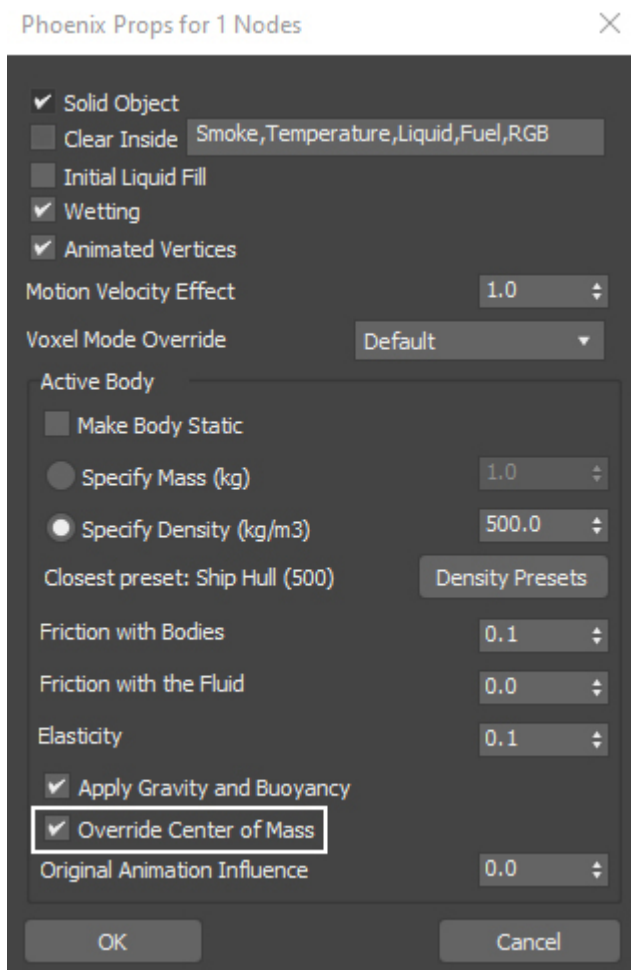 Phoenix Props for 1 Nodes
Solid Object
Clear Inside Smoke,Temperature,Liquid,Fuel,RGB
Initial Liquid Fill
Wetting
Animated Vertices
Motion Velocity Effect 1.0
Voxel Mode Override Default
Active Body
Make Body Static
Specify Mass (kg) 1.0
Specify Density (kg/m3) 500.0
Closest preset: Ship Hull (500) Density Presets
Friction with Bodies 0.1
Friction with the Fluid 0.0
Elasticity 0.1
Apply Gravity and Buoyancy
Override Center of Mass
Original Animation Influence 0.0
OK Cancel